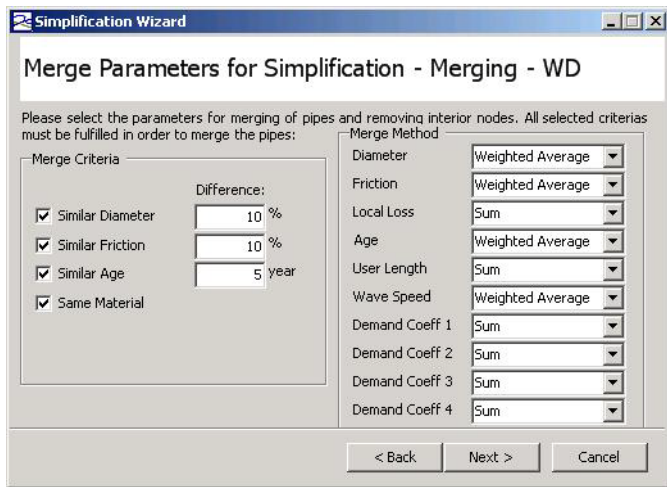 Simplification Wizard
Merge Parameters for Simplification - Merging - WD
Please select the parameters for merging of pipes and removing interior nodes. All selected criterias
must be fulfilled in order to merge the pipes:
Merge Criteria
Difference:
Similar Diameter 10 %
Similar Friction 10 %
Similar Age 5 year
Same Material
Merge Method
Diameter Weighted Average
Friction Weighted Average
Local Loss Sum
Age Weighted Average
User Length Sum
Wave Speed Weighted Average
Demand Coeff 1 Sum
Demand Coeff 2 Sum
Demand Coeff 3 Sum
Demand Coeff 4 Sum
< Back Next > Cancel